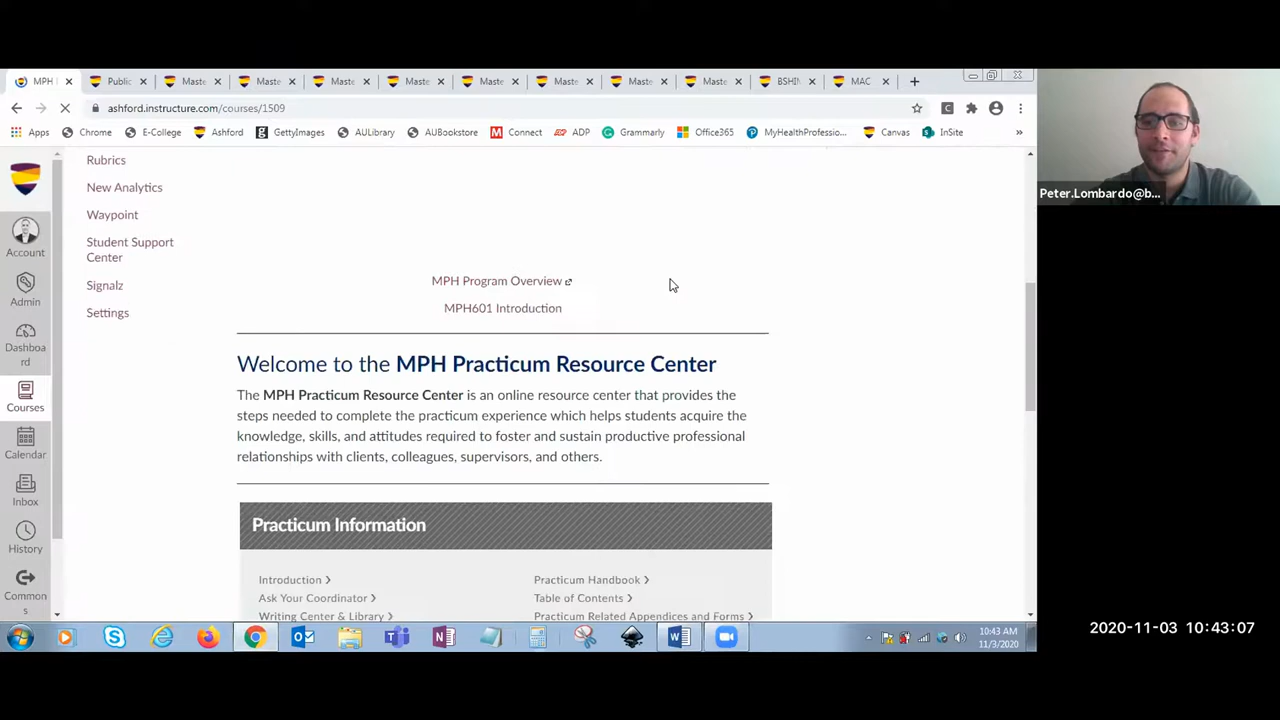 MPH
Public
Maste
Maste
Maste
Maste
Maste
Maste
Maste
Maste
BSHIN
MAC
ashford.instructure.com/courses/1509
Apps
Chrome
E-College
Ashford
GettyImages
AULibrary
AUBookstore
Connect
ADP
Grammarly
Office365
MyHealthProfessio...
Canvas
InSite
Account
Admin
Dashboa
rd
Courses
Calendar
Inbox
History
Common
s
Rubrics
New Analytics
Waypoint
Student Support
Center
Signalz
Settings
MPH Program Overview
MPH601 Introduction
Welcome to the MPH Practicum Resource Center
The MPH Practicum Resource Center is an online resource center that provides the
steps needed to complete the practicum experience which helps students acquire the
knowledge, skills, and attitudes required to foster and sustain productive professional
relationships with clients, colleagues, supervisors, and others.
Practicum Information
Introduction
Ask Your Coordinator
Writing Center & Library
Practicum Handbook
Table of Contents
Practicum Related Appendices and Forms
Peter.Lombardo@b...
10:43 AM
11/3/2020
2020-11-03 10:43:07